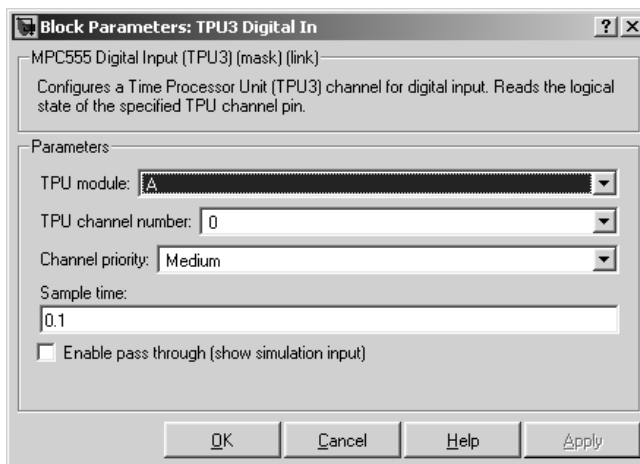 Block Parameters: TPU3 Digital In
MPC555 Digital Input (TPU3) (mask) (link)
Configures a Time Processor Unit (TPU3) channel for digital input. Reads the logical
state of the specified TPU channel pin.
Parameters
TPU module: A
TPU channel number: 0
Channel priority: Medium
Sample time:
0.1
Enable pass through (show simulation input)
OK Cancel Help Apply